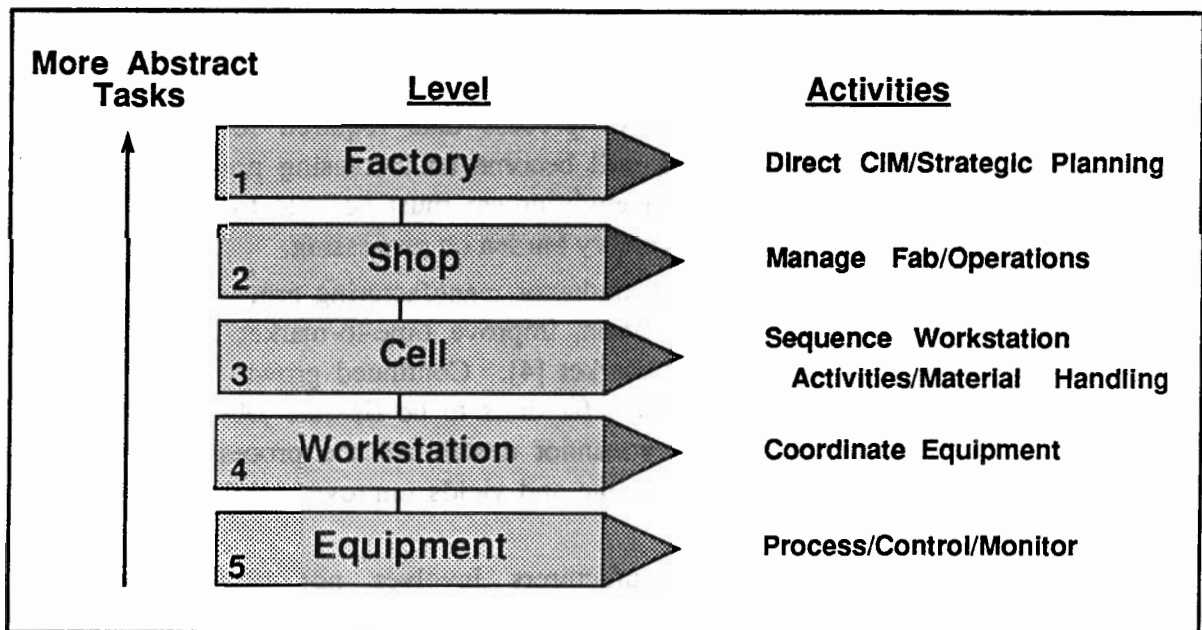 More Abstract
Tasks
Level
Activities
1 Factory
Direct CIM/Strategic Planning
2 Shop
Manage Fab/Operations
3 Cell
Sequence Workstation
Activities/Material Handling
4 Workstation
Coordinate Equipment
5 Equipment
Process/Control/Monitor